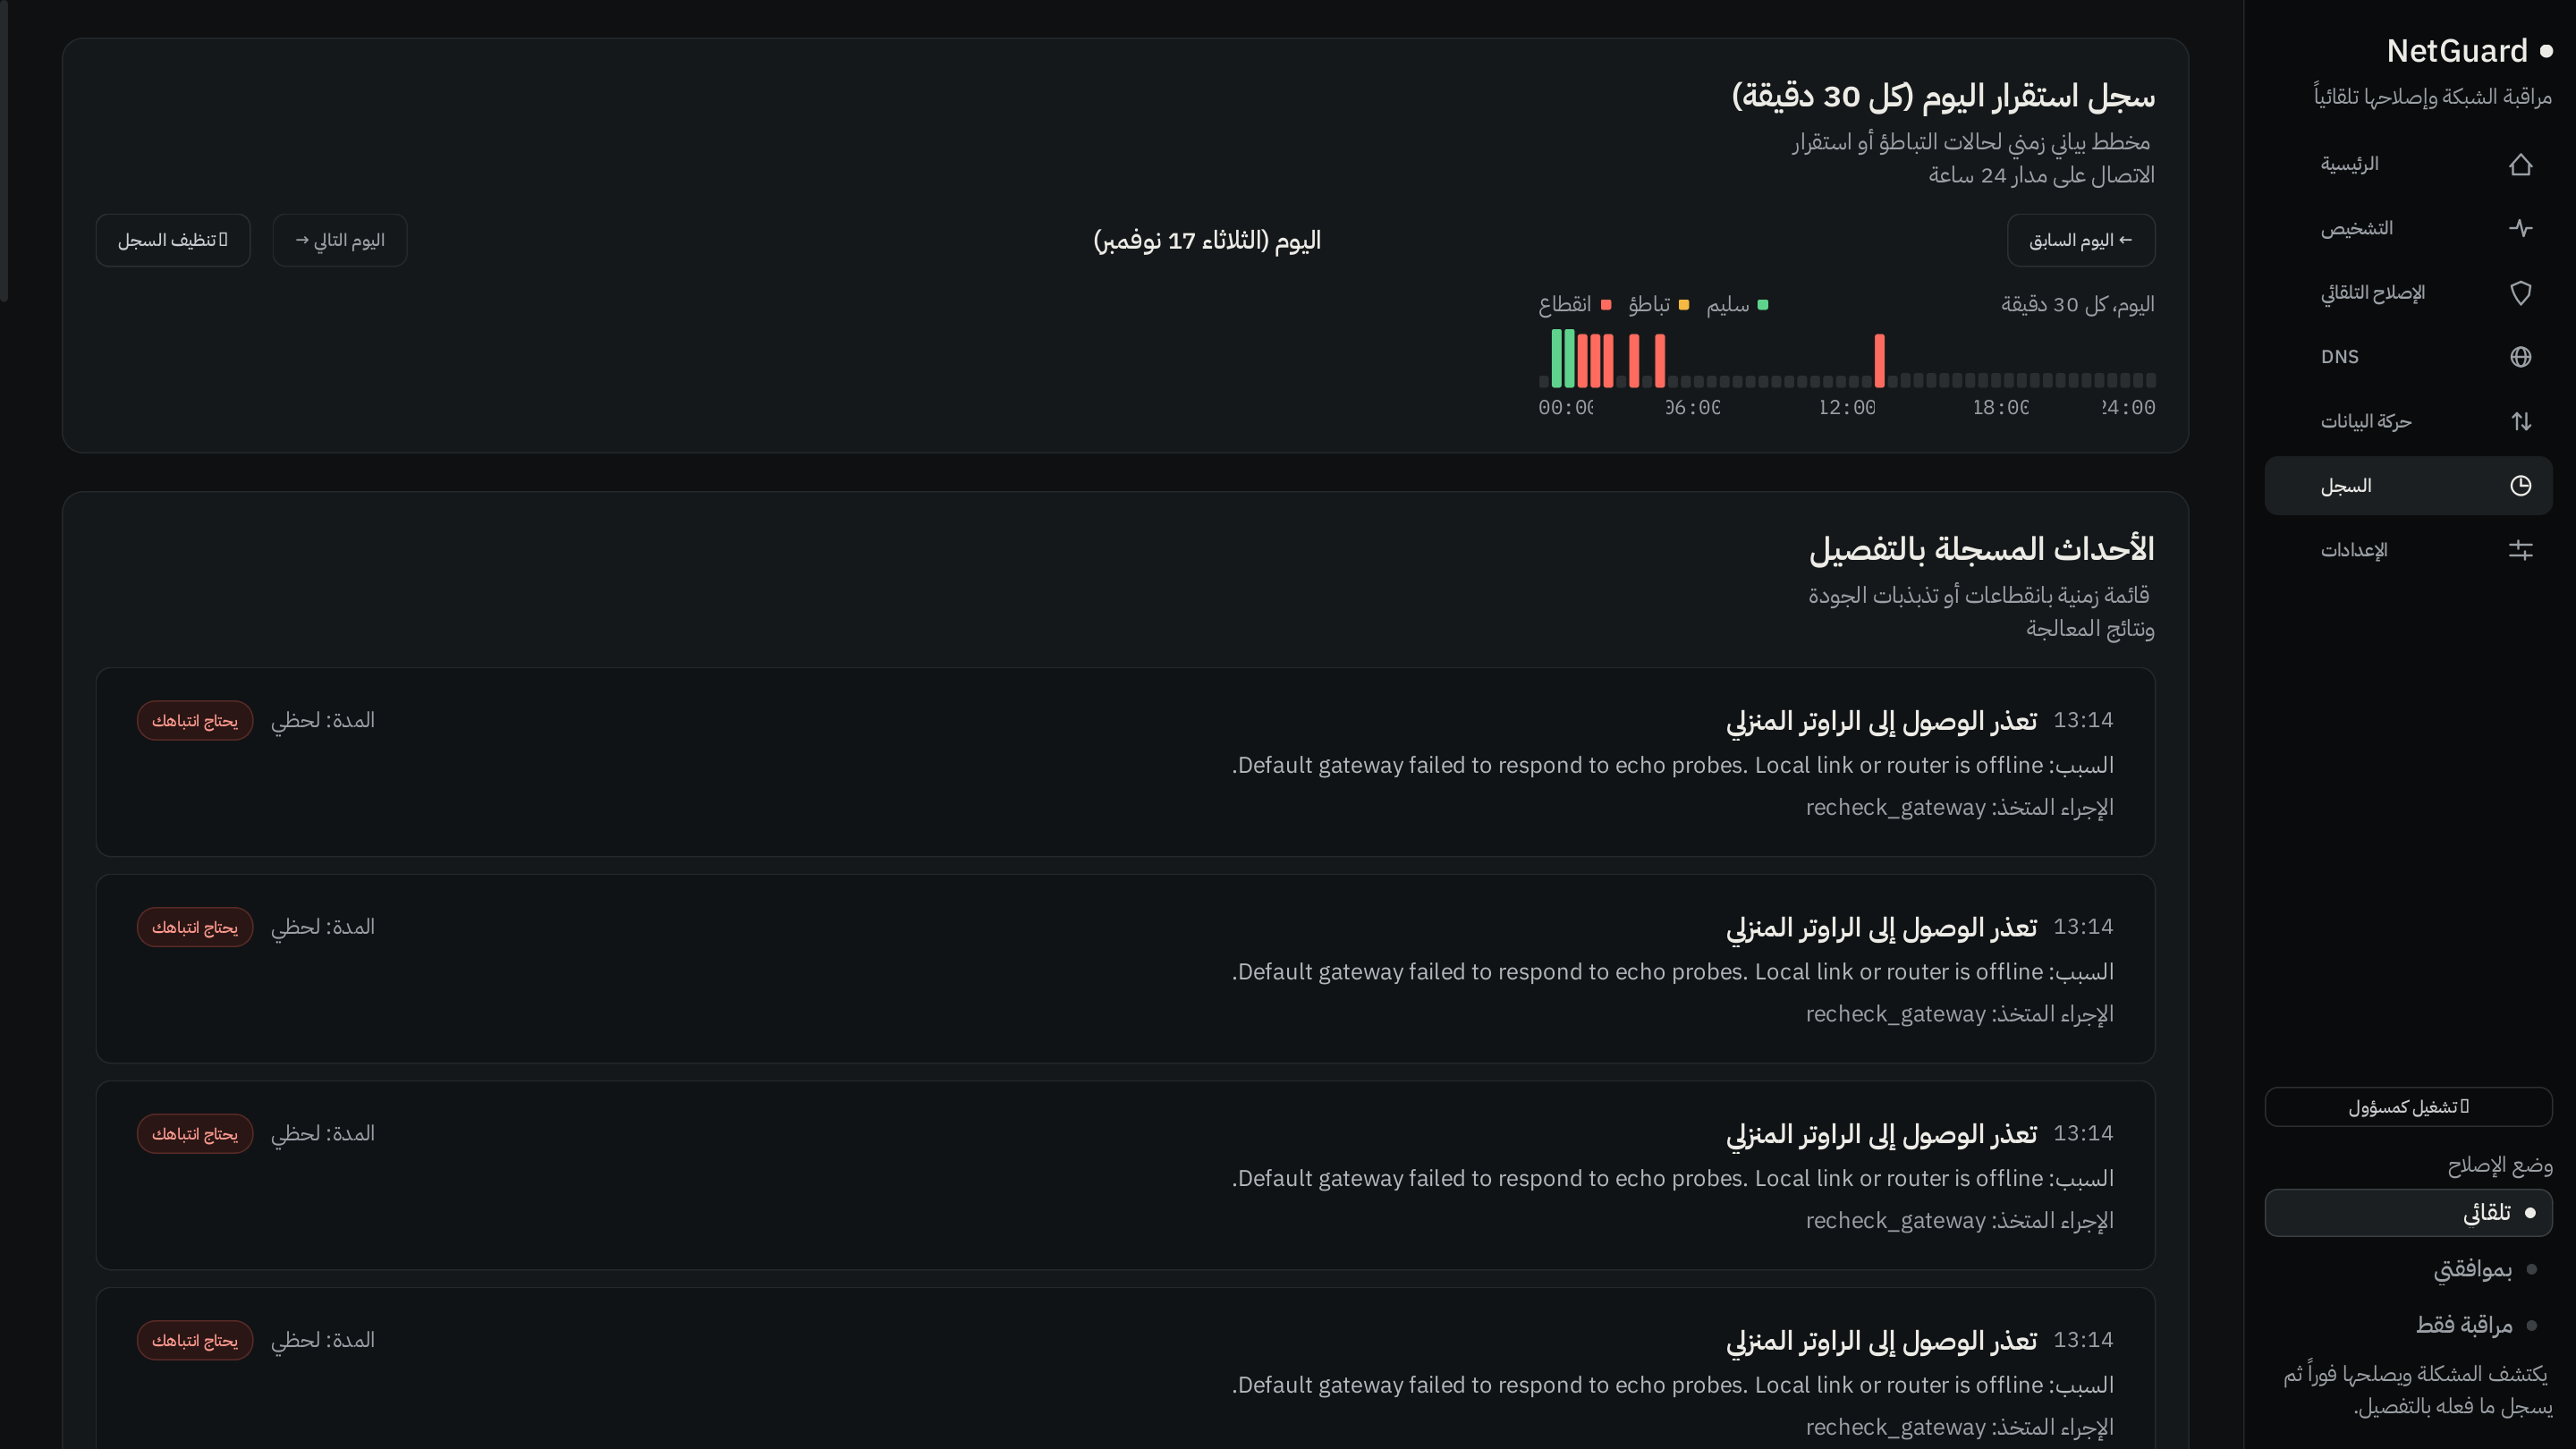 NetGuard
مراقبة الشبكة وإصلاحها تلقائياً
الرئيسية
التشخيص
الإصلاح التلقائي
DNS
حركة البيانات
السجل
الإعدادات
تشغيل كمسؤول
وضع الإصلاح
تلقائي
بموافقتي
مراقبة فقط
يكتشف المشكلة ويصلحها فوراً ثم
يسجل ما فعله بالتفصيل.
سجل استقرار اليوم (كل 30 دقيقة)
مخطط بياني زمني لحالات التباطؤ أو استقرار
الاتصال على مدار 24 ساعة
← اليوم السابق
اليوم (الثلاثاء 17 نوفمبر)
اليوم التالي →
تنظيف السجل
اليوم، كل 30 دقيقة
سليم تباطؤ انقطاع
00:00 06:00 12:00 18:00 24:00
الأحداث المسجلة بالتفصيل
قائمة زمنية بانقطاعات أو تذبذبات الجودة
ونتائج المعالجة
13:14 تعذر الوصول إلى الراوتر المنزلي المدة: لحظي يحتاج انتباهك
السبب: Default gateway failed to respond to echo probes. Local link or router is offline.
الإجراء المتخذ: recheck_gateway
13:14 تعذر الوصول إلى الراوتر المنزلي المدة: لحظي يحتاج انتباهك
السبب: Default gateway failed to respond to echo probes. Local link or router is offline.
الإجراء المتخذ: recheck_gateway
13:14 تعذر الوصول إلى الراوتر المنزلي المدة: لحظي يحتاج انتباهك
السبب: Default gateway failed to respond to echo probes. Local link or router is offline.
الإجراء المتخذ: recheck_gateway
13:14 تعذر الوصول إلى الراوتر المنزلي المدة: لحظي يحتاج انتباهك
السبب: Default gateway failed to respond to echo probes. Local link or router is offline.
الإجراء المتخذ: recheck_gateway